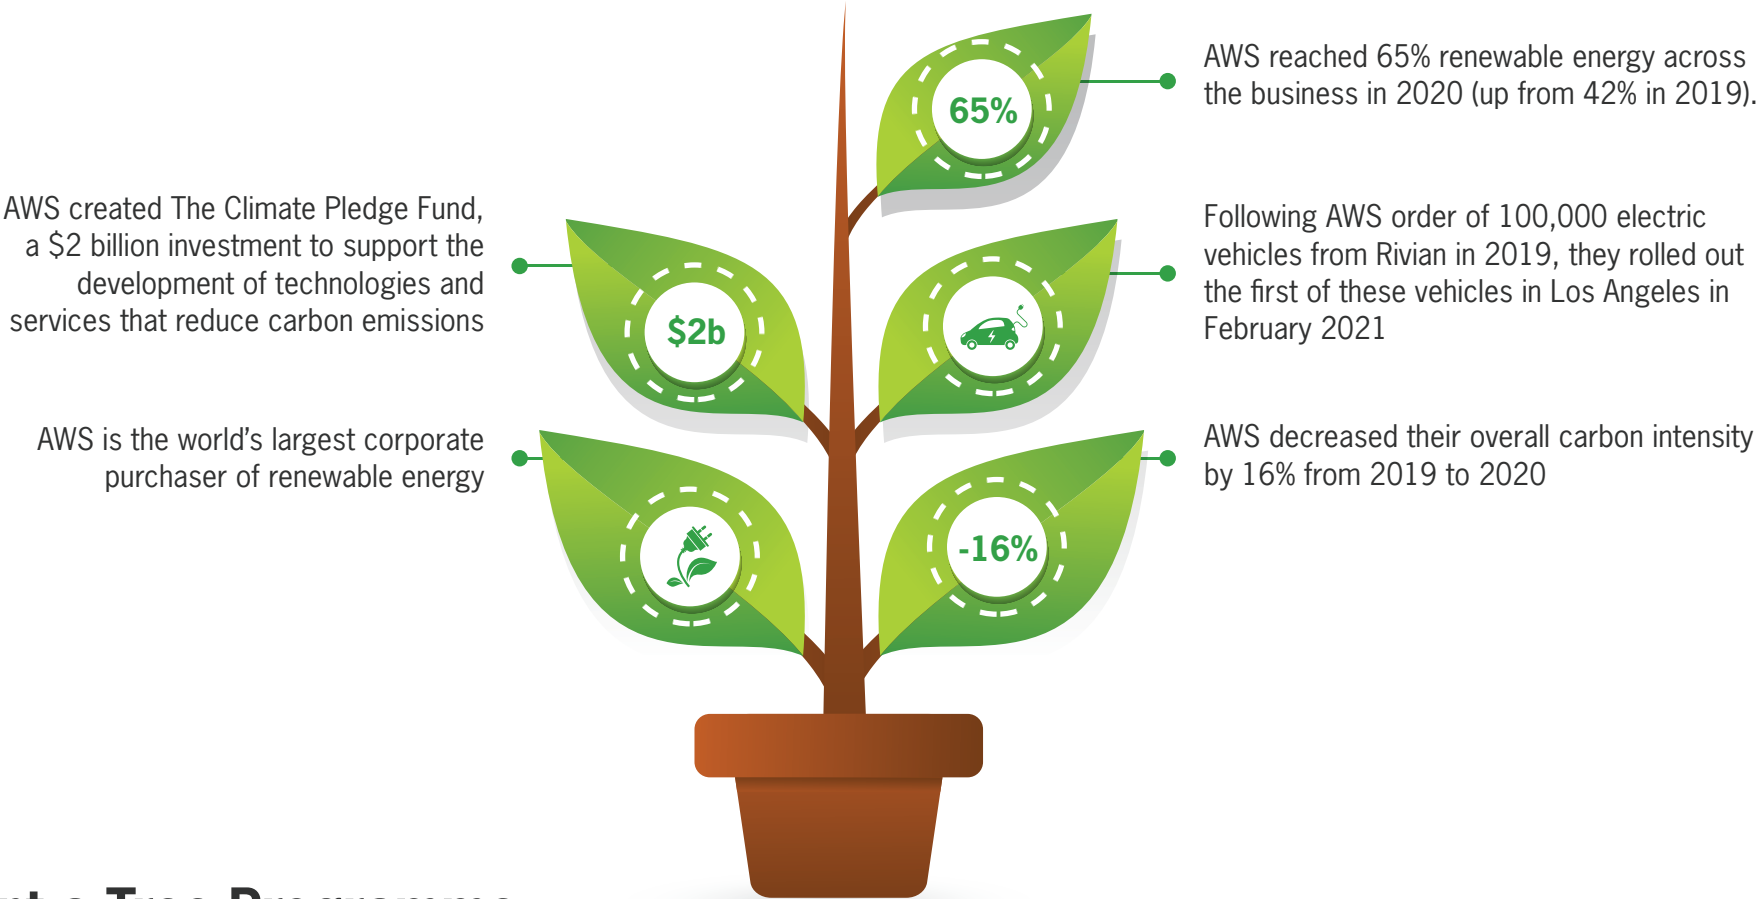 AWS reached 65% renewable energy across
the business in 2020 (up from 42% in 2019).
65%
AWS created The Climate Pledge Fund,
a $2 billion investment to support the
development of technologies and
services that reduce carbon emissions
$2b
Following AWS order of 100,000 electric
vehicles from Rivian in 2019, they rolled out
the first of these vehicles in Los Angeles in
February 2021
AWS is the world’s largest corporate
purchaser of renewable energy
AWS decreased their overall carbon intensity
by 16% from 2019 to 2020
-16%
a Tree Programme